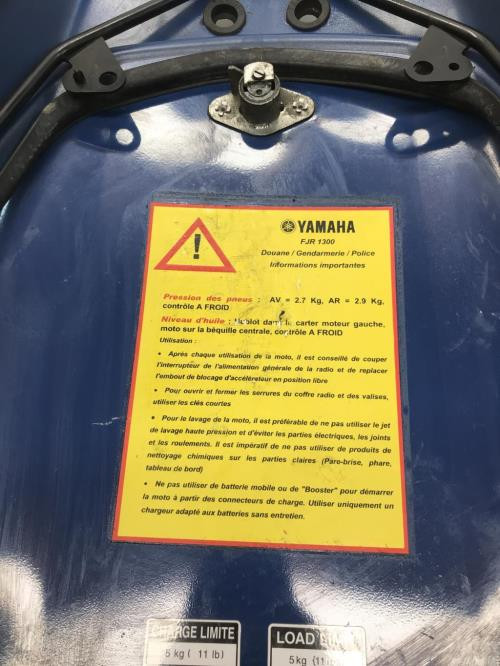 YAMAHA
FJR 1300
Douane / Gendarmerie / Police
Informations importantes
Pression des pneus : AV = 2.7 Kg, AR = 2.9 Kg,
contrôle A FROID
Niveau d'huile : Hublot dans le carter moteur gauche,
moto sur la béquille centrale, contrôle A FROID
Utilisation :
• Après chaque utilisation de la moto, il est conseillé de couper
l'interrupteur de l'alimentation générale de la radio et de replacer
l'embout de blocage d'accélérateur en position libre
• Pour ouvrir et fermer les serrures du coffre radio et des valises,
utiliser les clés courtes
• Pour le lavage de la moto, il est préférable de ne pas utiliser le jet
de lavage haute pression et d'éviter les parties électriques, les joints
et les roulements. Il est impératif de ne pas utiliser de produits de
nettoyage chimiques sur les parties claires (Pare-brise, phare,
tableau de bord)
• Ne pas utiliser de batterie mobile ou de "Booster" pour démarrer
la moto à partir des connecteurs de charge. Utiliser uniquement un
chargeur adapté aux batteries sans entretien.
CHARGE LIMITE
5 kg ( 11 lb)
LOAD LIMIT
5 kg (11 lb)